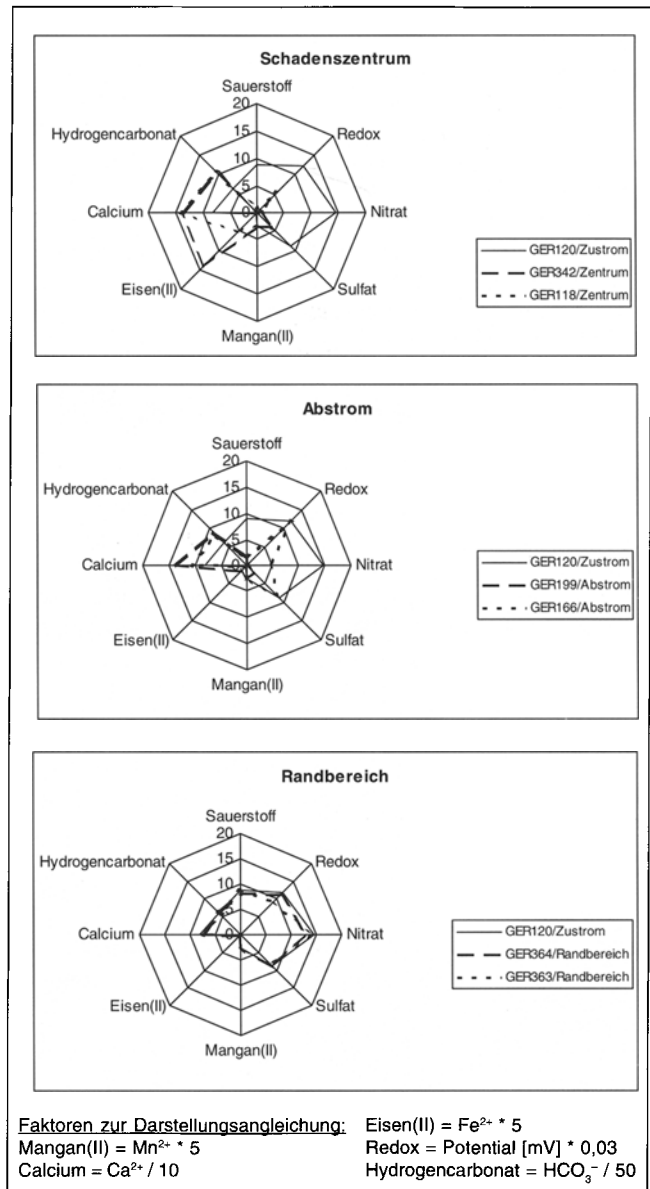 Schadenszentrum
Sauerstoff
20
15
10
5
0
Redox
Nitrat
Sulfat
Mangan(II)
Eisen(II)
Calcium
Hydrogencarbonat
GER120/Zustrom
GER342/Zentrum
GER118/Zentrum
Abstrom
Sauerstoff
20
15
10
5
0
Redox
Nitrat
Sulfat
Mangan(II)
Eisen(II)
Calcium
Hydrogencarbonat
GER120/Zustrom
GER199/Abstrom
GER166/Abstrom
Randbereich
Sauerstoff
20
15
10
5
0
Redox
Nitrat
Sulfat
Mangan(II)
Eisen(II)
Calcium
Hydrogencarbonat
GER120/Zustrom
GER364/Randbereich
GER363/Randbereich
Faktoren zur Darstellungsangleichung: Eisen(II) = Fe²⁺ * 5
Mangan(II) = Mn²⁺ * 5 Redox = Potential [mV] * 0,03
Calcium = Ca²⁺ / 10 Hydrogencarbonat = HCO₃⁻ / 50